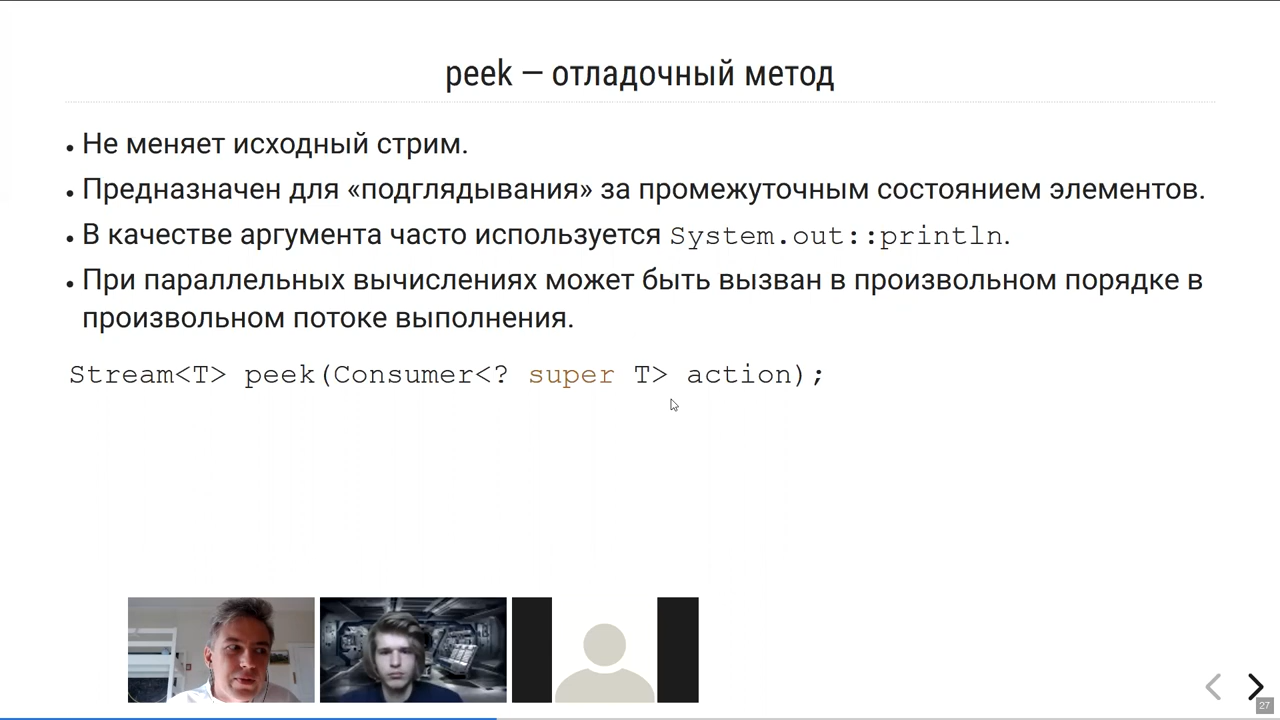 peek — отладочный метод
• Не меняет исходный стрим.
• Предназначен для «подглядывания» за промежуточным состоянием элементов.
• В качестве аргумента часто используется System.out::println.
• При параллельных вычислениях может быть вызван в произвольном порядке в
произвольном потоке выполнения.
Stream<T> peek(Consumer<? super T> action);
27